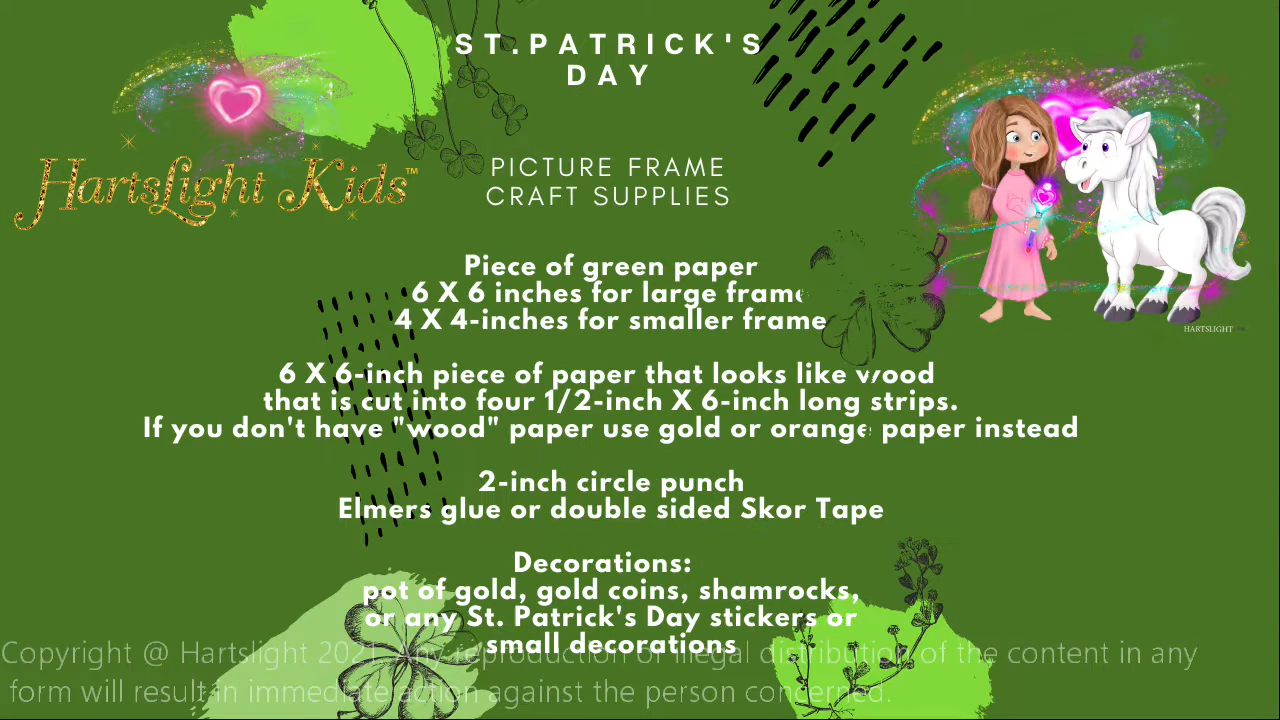 ST.PATRICK'S
DAY
HartsLight Kids™
PICTURE FRAME
CRAFT SUPPLIES
HARTSLIGHT
Piece of green paper
6 X 6 inches for large frame
4 X 4-inches for smaller frame
6 X 6-inch piece of paper that looks like wood
that is cut into four 1/2-inch X 6-inch long strips.
If you don't have "wood" paper use gold or orange paper instead
2-inch circle punch
Elmers glue or double sided Skor Tape
Decorations:
pot of gold, gold coins, shamrocks,
or any St. Patrick's Day stickers or
small decorations
Copyright @ Hartslight 2021. Any reproduction or illegal distribution of the content in any
form will result in immediate action against the person concerned.